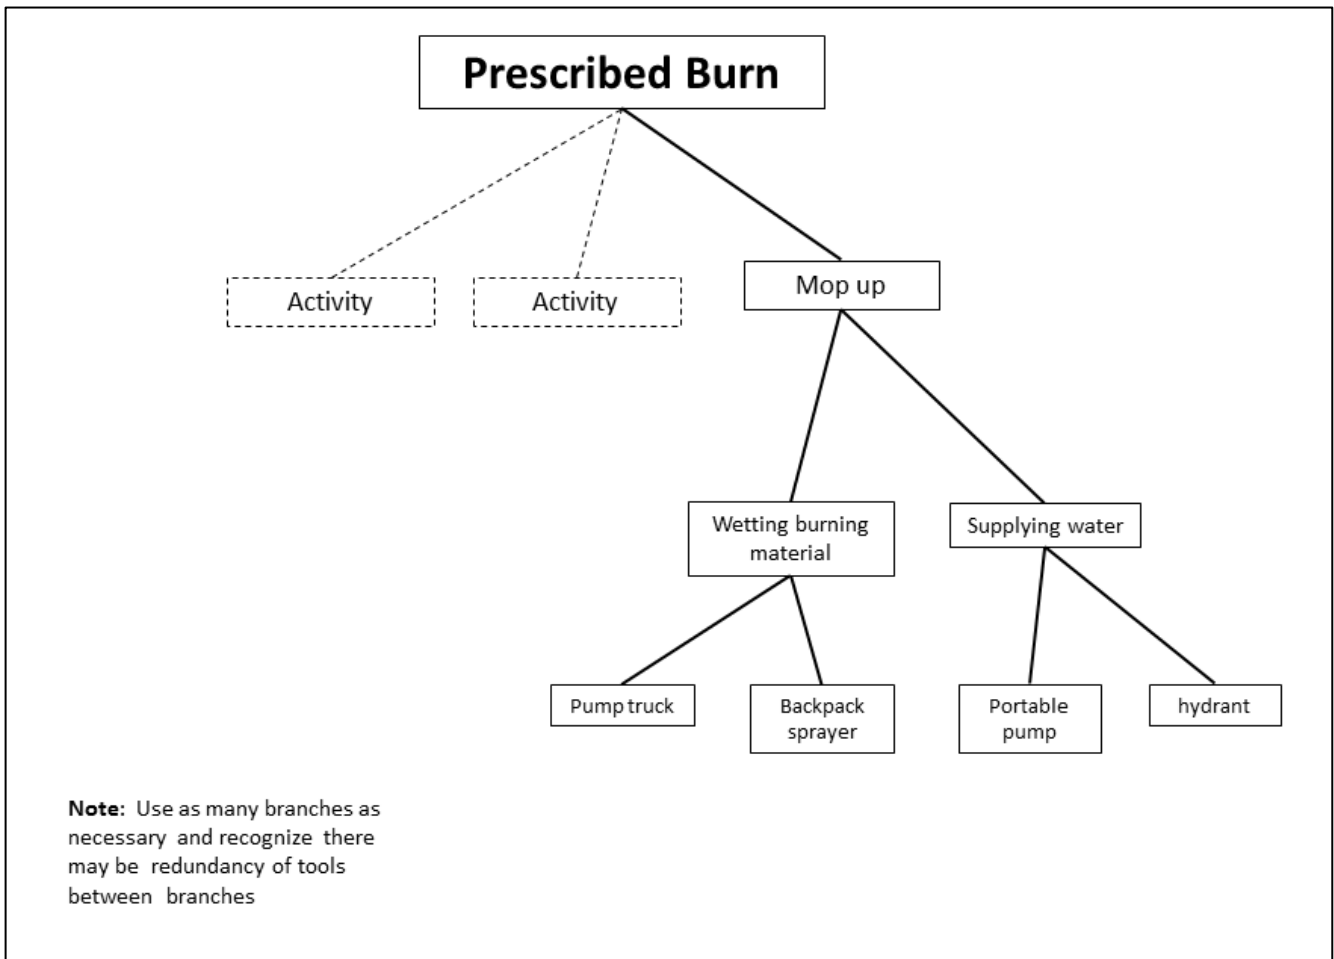 Prescribed Burn
Activity
Activity
Mop up
Wetting burning
material
Supplying water
Pump truck
Backpack
sprayer
Portable
pump
hydrant
Note: Use as many branches as
necessary and recognize there
may be redundancy of tools
between branches